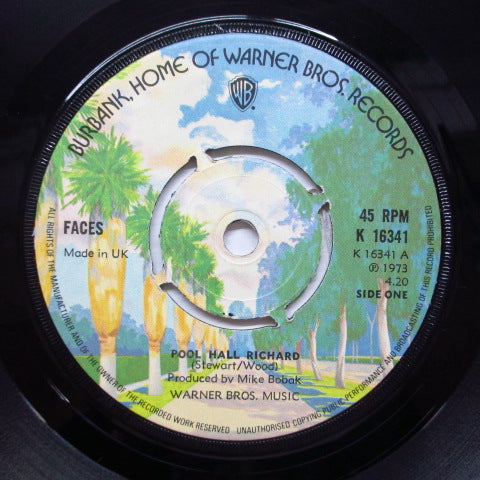 BURBANK, HOME OF WARNER BROS. RECORDS
WB
FACES
Made in UK
45 RPM
K 16341
K 16341 A
Ⓟ 1973
4.20
SIDE ONE
POOL HALL RICHARD
(Stewart/Wood)
Produced by Mike Bobak
WARNER BROS. MUSIC
ALL RIGHTS OF THE MANUFACTURER AND OF THE OWNER OF THE RECORDED WORK RESERVED UNAUTHORISED COPYING PUBLIC PERFORMANCE AND BROADCASTING OF THIS RECORD PROHIBITED